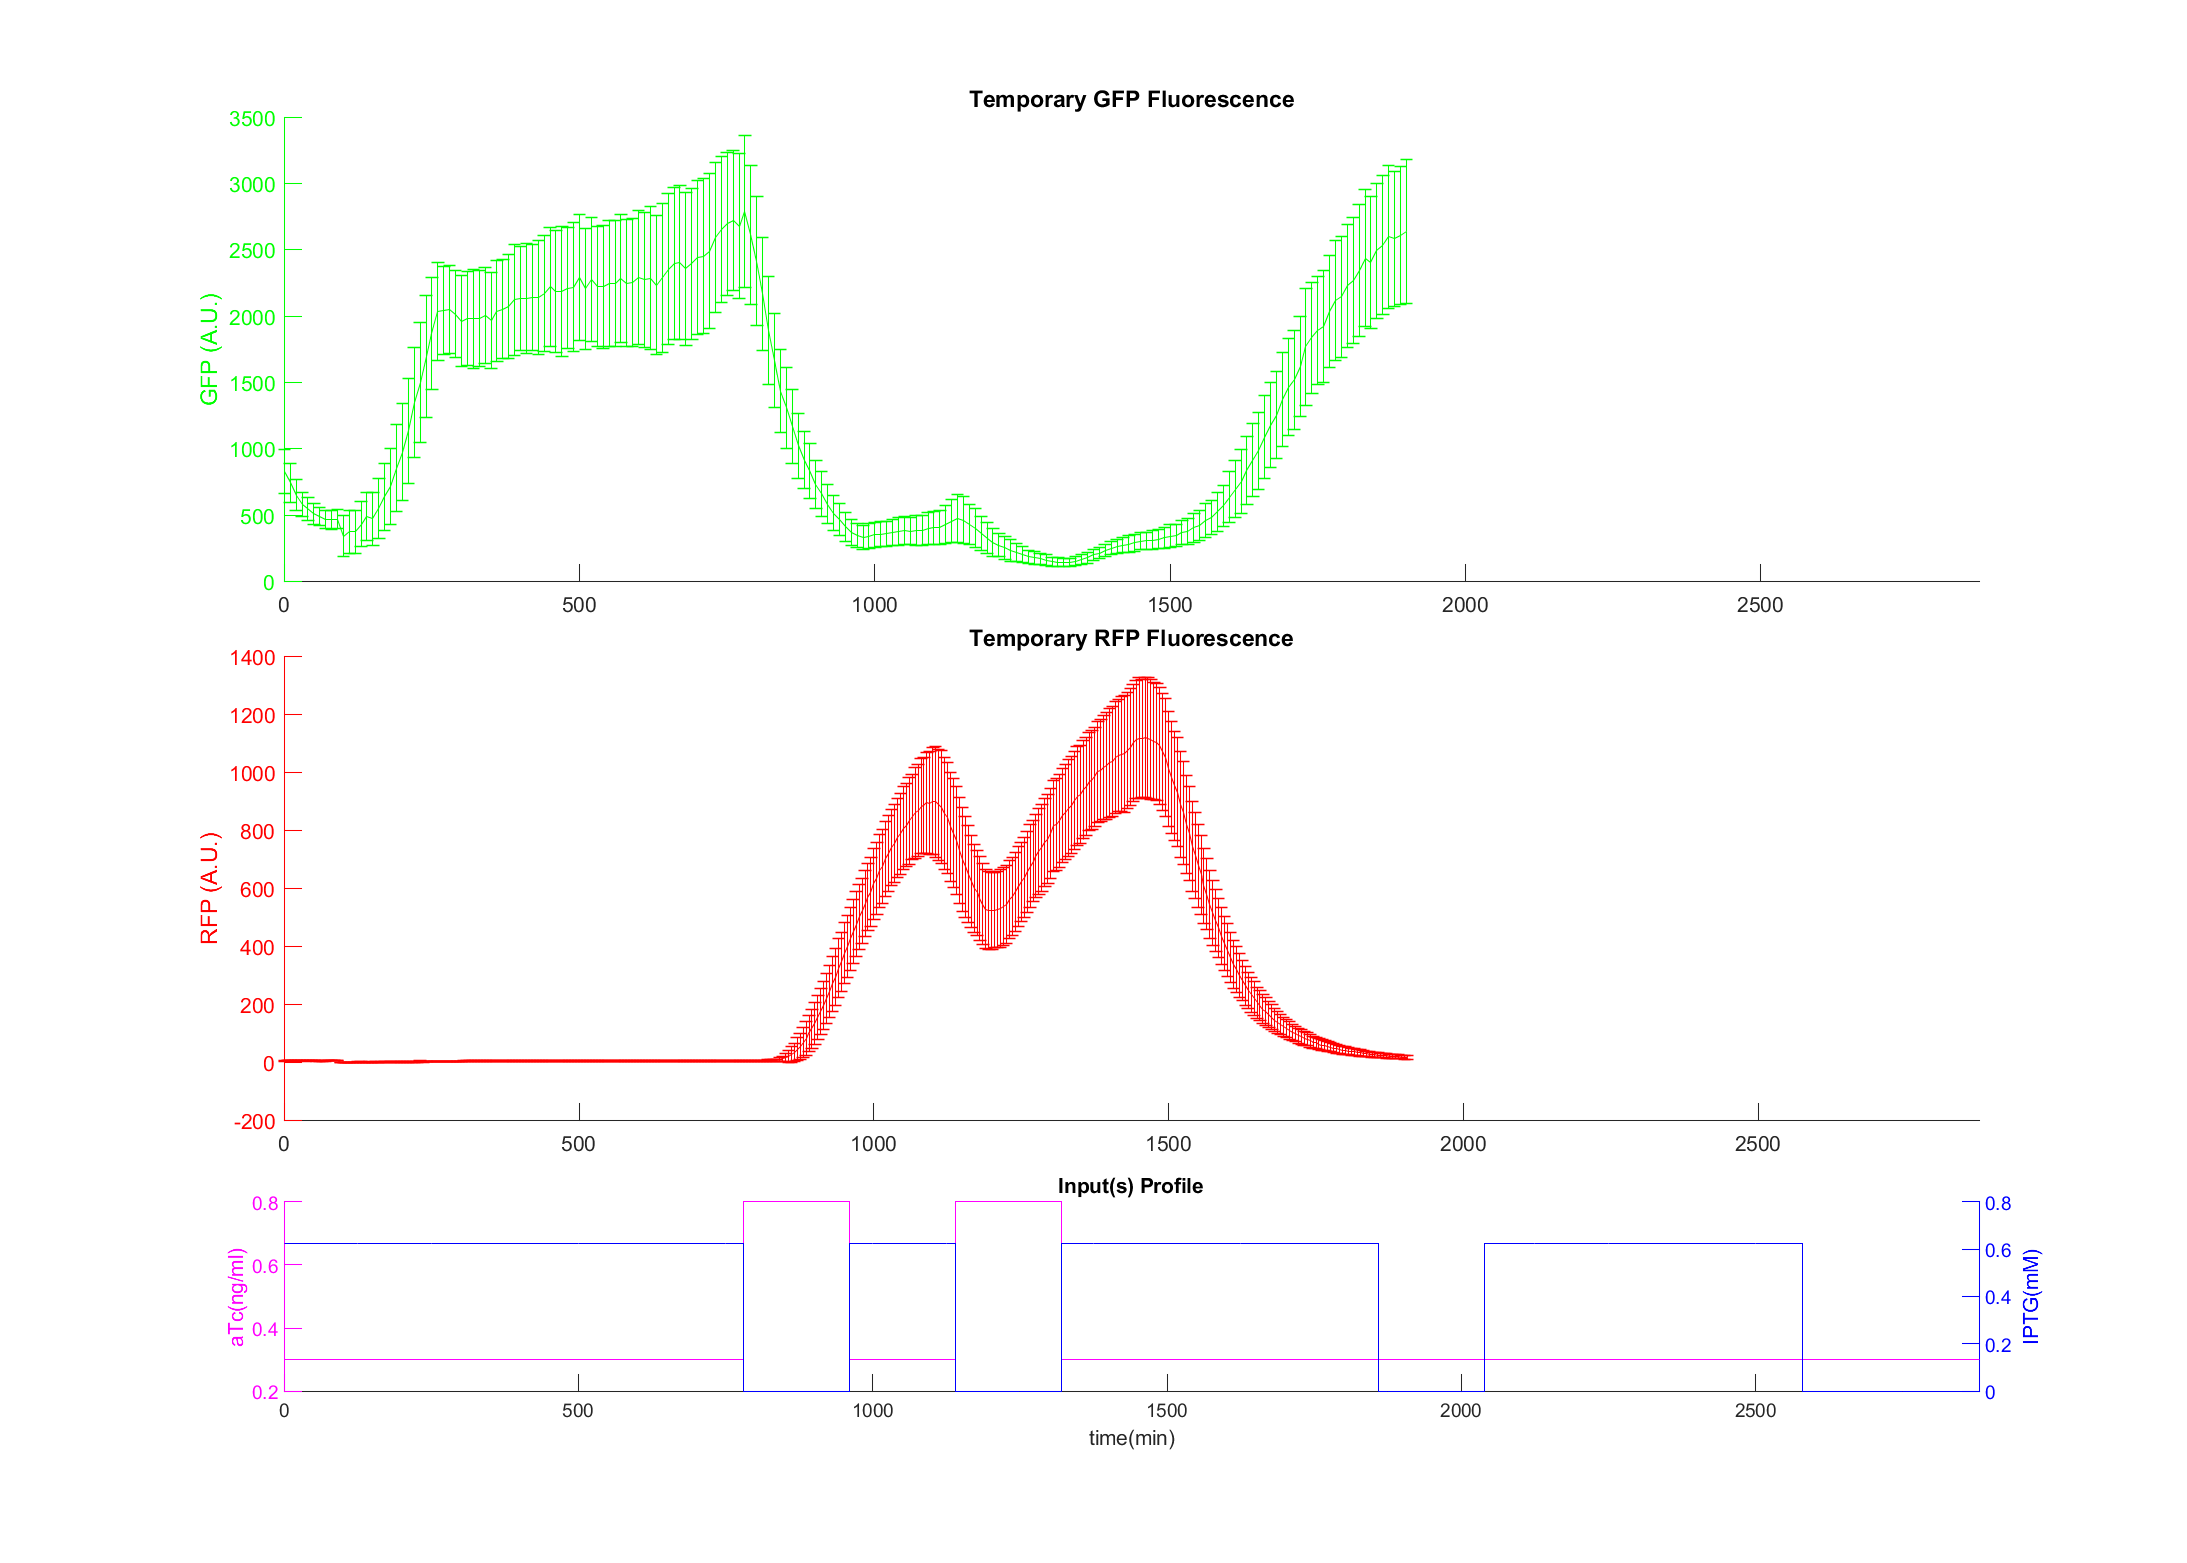 Temporary GFP Fluorescence
3500
3000
2500
2000
1500
1000
500
0
GFP (A.U.)
0 500 1000 1500 2000 2500
Temporary RFP Fluorescence
1400
1200
1000
800
600
400
200
0
-200
RFP (A.U.)
0 500 1000 1500 2000 2500
Input(s) Profile
0.8 0.8
0.6 0.6
0.4 0.4
0.2
0.2 0
aTc(ng/ml)
IPTG(mM)
0 500 1000 1500 2000 2500
time(min)